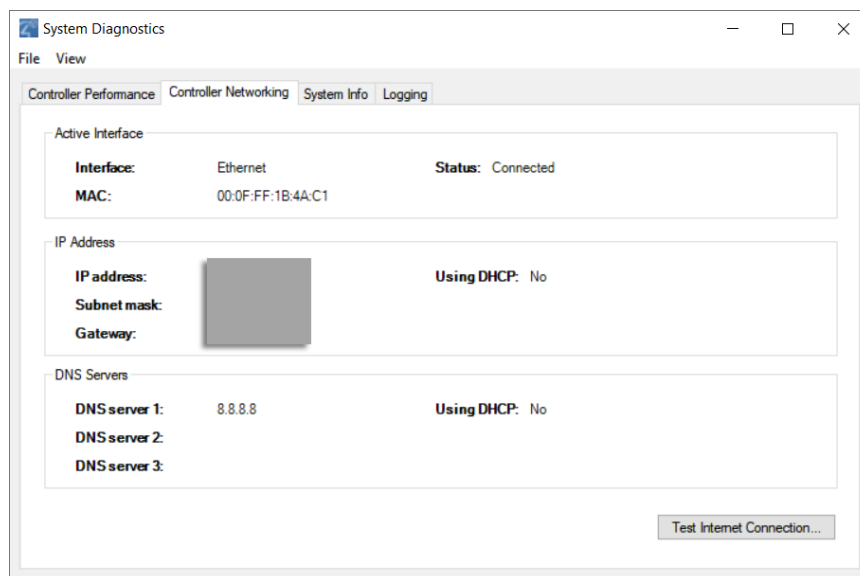 System Diagnostics
File View
Controller Performance Controller Networking System Info Logging
Active Interface
Interface: Ethernet Status: Connected
MAC: 00:0F:FF:1B:4A:C1
IP Address
IP address: Using DHCP: No
Subnet mask:
Gateway:
DNS Servers
DNS server 1: 8.8.8.8 Using DHCP: No
DNS server 2:
DNS server 3:
Test Internet Connection...